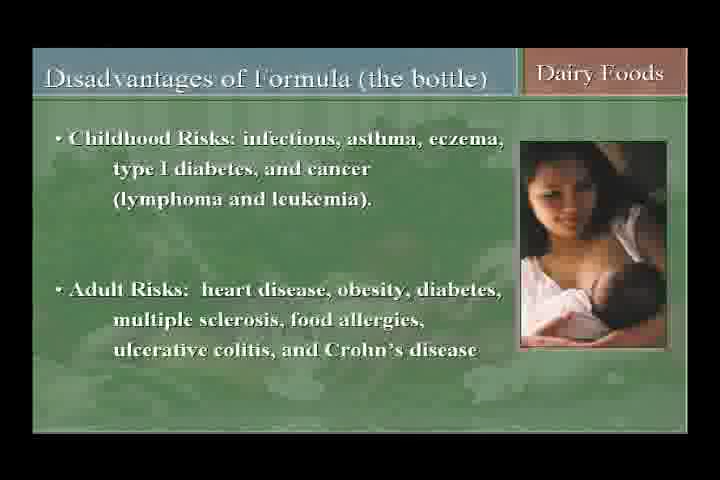 Disadvantages of Formula (the bottle)
Dairy Foods
• Childhood Risks: infections, asthma, eczema,
type I diabetes, and cancer
(lymphoma and leukemia).
• Adult Risks: heart disease, obesity, diabetes,
multiple sclerosis, food allergies,
ulcerative colitis, and Crohn's disease